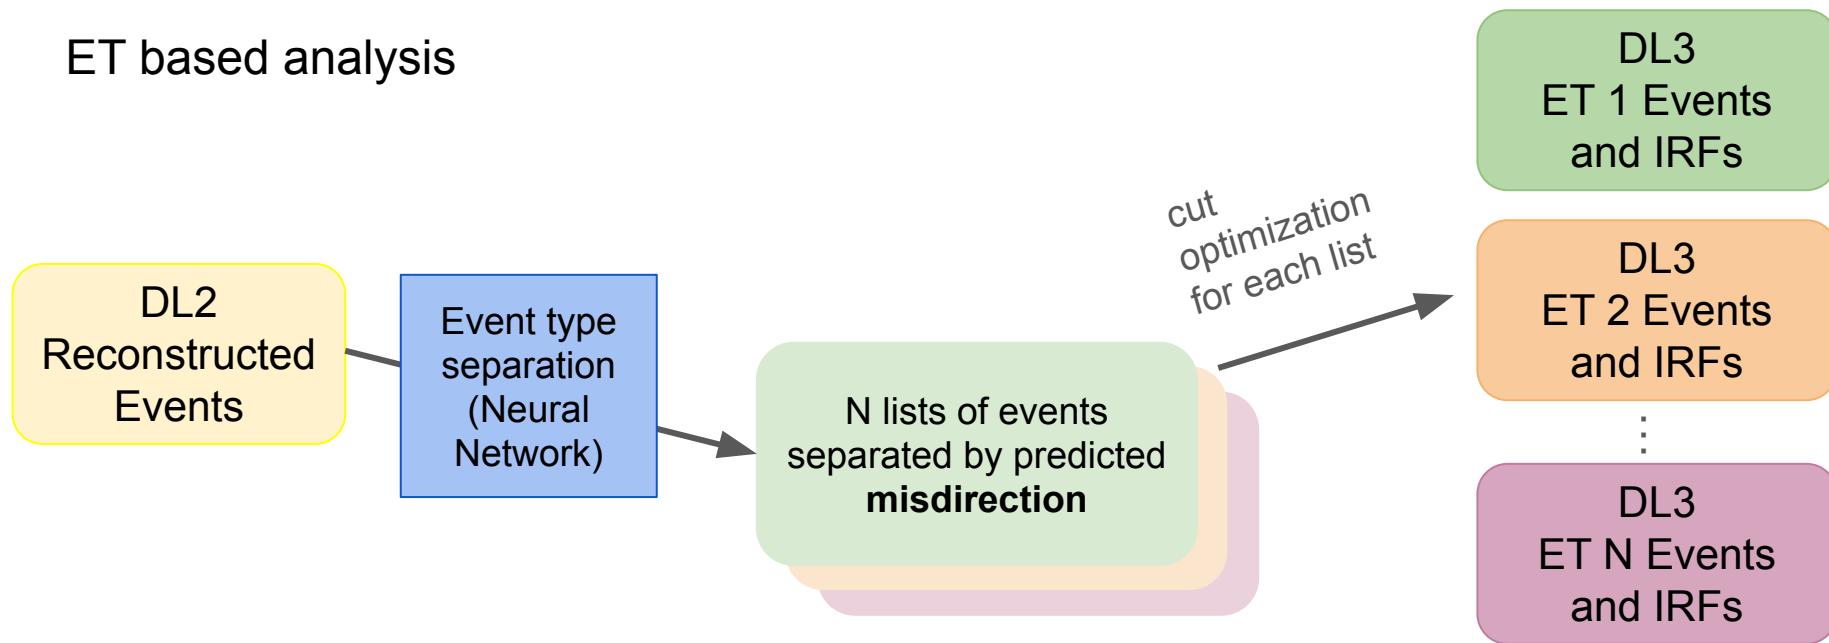 ET based analysis
DL2
Reconstructed
Events
Event type
separation
(Neural
Network)
N lists of events
separated by predicted
misdirection
cut
optimization
for each list
DL3
ET 1 Events
and IRFs
DL3
ET 2 Events
and IRFs
DL3
ET N Events
and IRFs